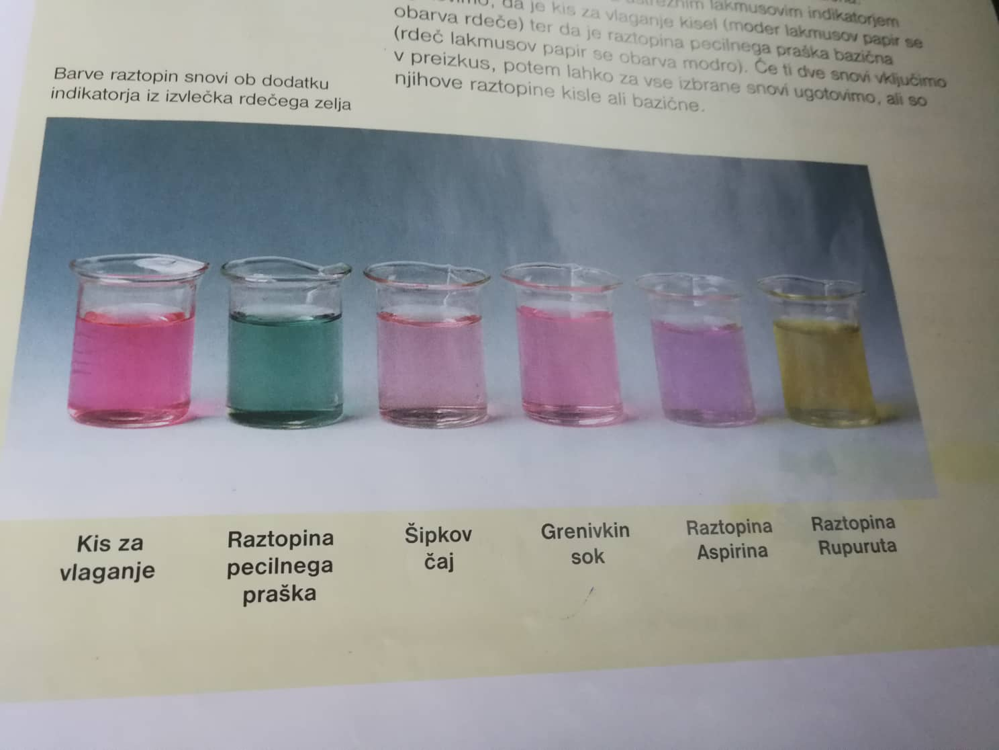 da je kis za vlaganje kisel (moder lakmusov papir se
lakmusovim indikatorjem
obarva rdeče) ter da je raztopina pecilnega praška bazična
(rdeč lakmusov papir se obarva modro). Če ti dve snovi vključimo
v preizkus, potem lahko za vse izbrane snovi ugotovimo, ali so
njihove raztopine kisle ali bazične.
Barve raztopin snovi ob dodatku
indikatorja iz izvlečka rdečega zelja
Kis za
vlaganje
Raztopina
pecilnega
praška
Šipkov
čaj
Grenivkin
sok
Raztopina
Aspirina
Raztopina
Rupuruta